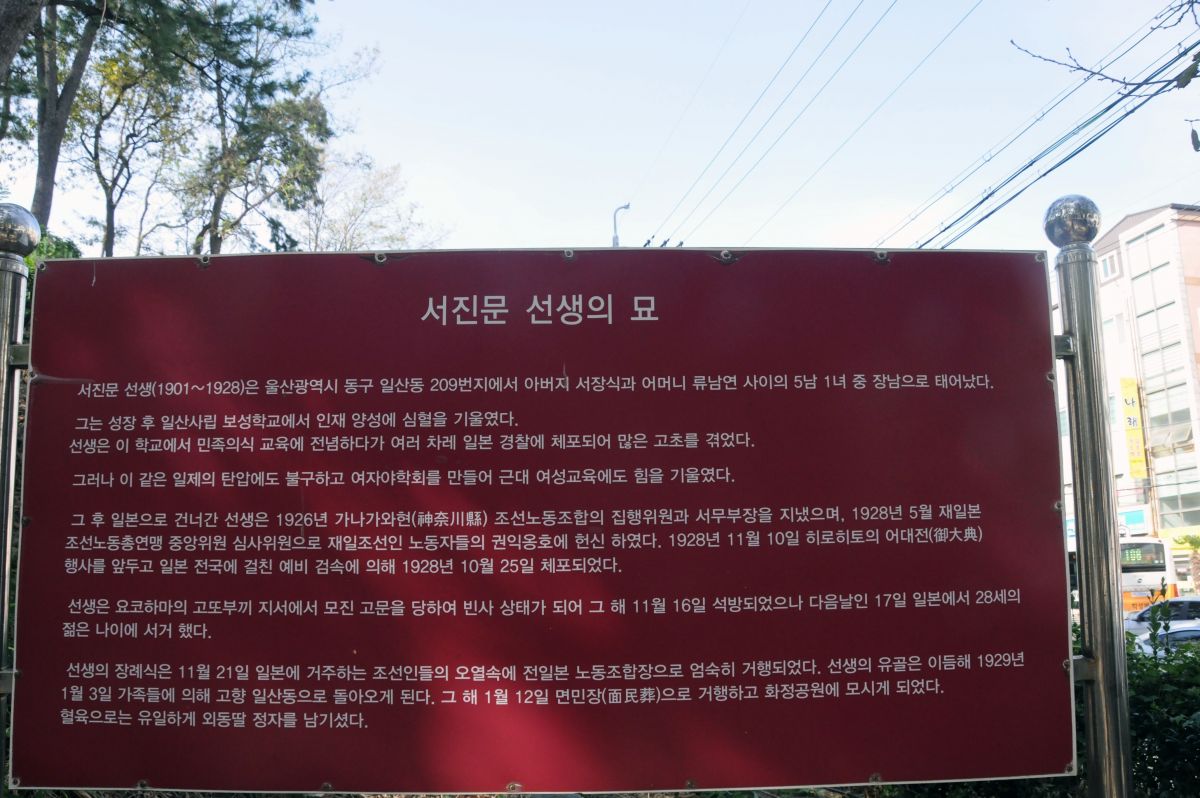 서진문 선생의 묘
서진문 선생(1901~1928)은 울산광역시 동구 일산동 209번지에서 아버지 서장식과 어머니 류남연 사이의 5남 1녀 중 장남으로 태어났다.
그는 성장 후 일산사립 보성학교에서 인재 양성에 심혈을 기울였다.
선생은 이 학교에서 민족의식 교육에 전념하다가 여러 차례 일본 경찰에 체포되어 많은 고초를 겪었다.
그러나 이 같은 일제의 탄압에도 불구하고 여자야학회를 만들어 근대 여성교육에도 힘을 기울였다.
그 후 일본으로 건너간 선생은 1926년 가나가와현(神奈川縣) 조선노동조합의 집행위원과 서무부장을 지냈으며, 1928년 5월 재일본
조선노동총연맹 중앙위원 심사위원으로 재일조선인 노동자들의 권익옹호에 헌신 하였다. 1928년 11월 10일 히로히토의 어대전(御大典)
행사를 앞두고 일본 전국에 걸친 예비 검속에 의해 1928년 10월 25일 체포되었다.
선생은 요코하마의 고또부끼 지서에서 모진 고문을 당하여 빈사 상태가 되어 그 해 11월 16일 석방되었으나 다음날인 17일 일본에서 28세의
젊은 나이에 서거 했다.
선생의 장례식은 11월 21일 일본에 거주하는 조선인들의 오열속에 전일본 노동조합장으로 엄숙히 거행되었다. 선생의 유골은 이듬해 1929년
1월 3일 가족들에 의해 고향 일산동으로 돌아오게 된다. 그 해 1월 12일 면민장(面民葬)으로 거행하고 화정공원에 모시게 되었다.
혈육으로는 유일하게 외동딸 정자를 남기셨다.
나래